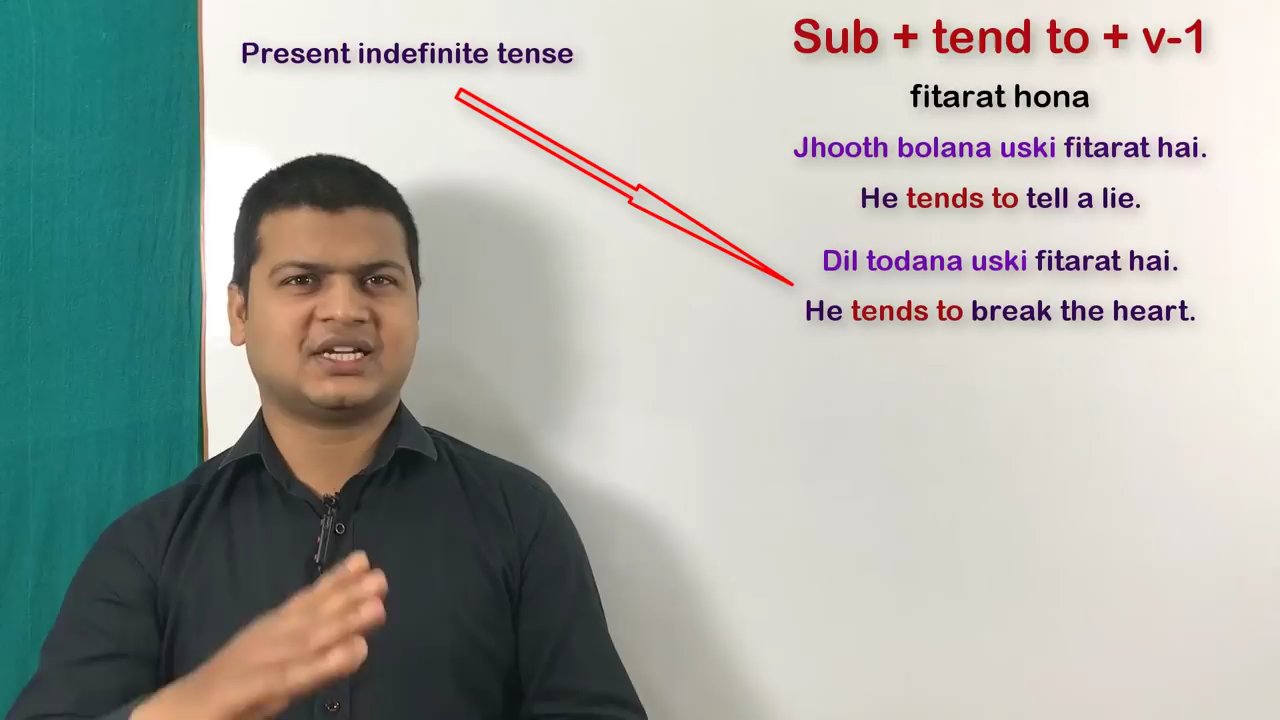 Present indefinite tense
Sub + tend to + v-1
fitarat hona
Jhooth bolana uski fitarat hai.
He tends to tell a lie.
Dil todana uski fitarat hai.
He tends to break the heart.